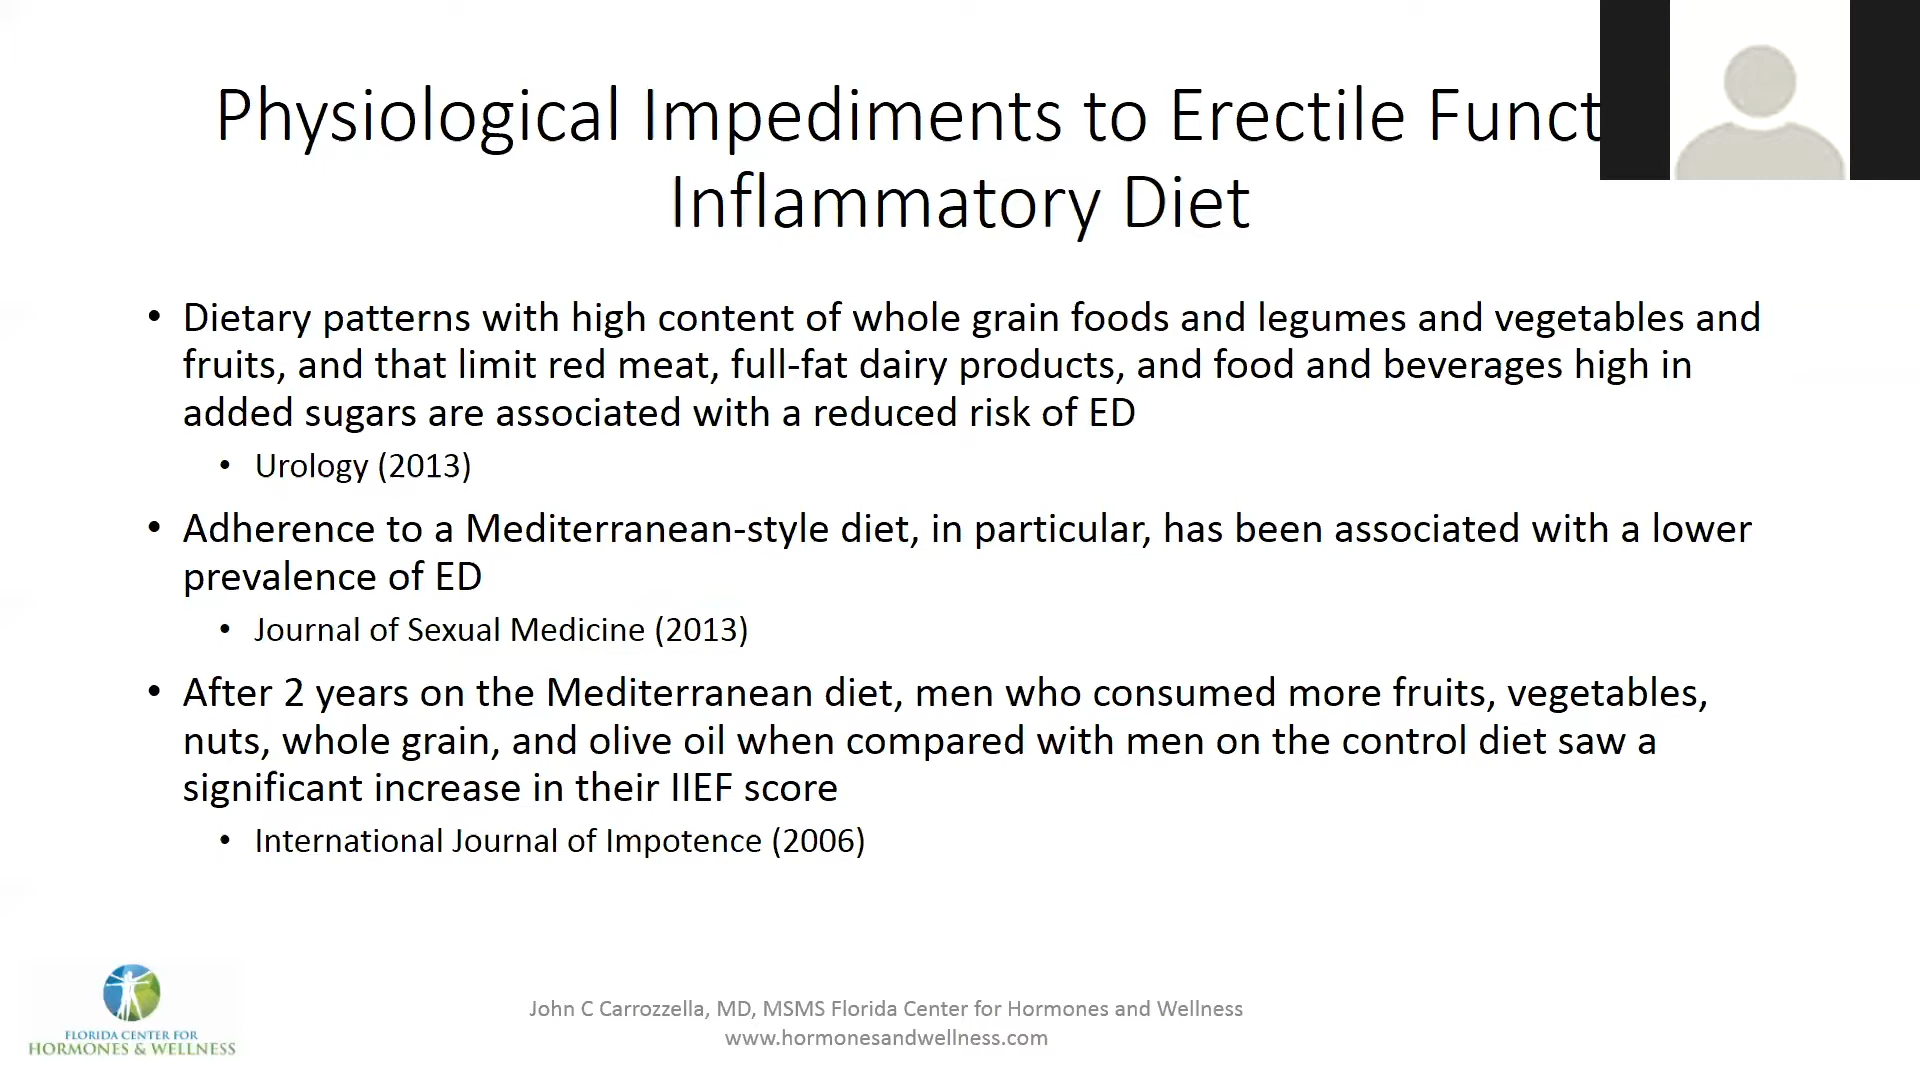 Physiological Impediments to Erectile Funct
Inflammatory Diet
• Dietary patterns with high content of whole grain foods and legumes and vegetables and
fruits, and that limit red meat, full-fat dairy products, and food and beverages high in
added sugars are associated with a reduced risk of ED
• Urology (2013)
• Adherence to a Mediterranean-style diet, in particular, has been associated with a lower
prevalence of ED
• Journal of Sexual Medicine (2013)
• After 2 years on the Mediterranean diet, men who consumed more fruits, vegetables,
nuts, whole grain, and olive oil when compared with men on the control diet saw a
significant increase in their IIEF score
• International Journal of Impotence (2006)
FLORIDA CENTER FOR
HORMONES & WELLNESS
John C Carrozzella, MD, MSMS Florida Center for Hormones and Wellness
www.hormonesandwellness.com